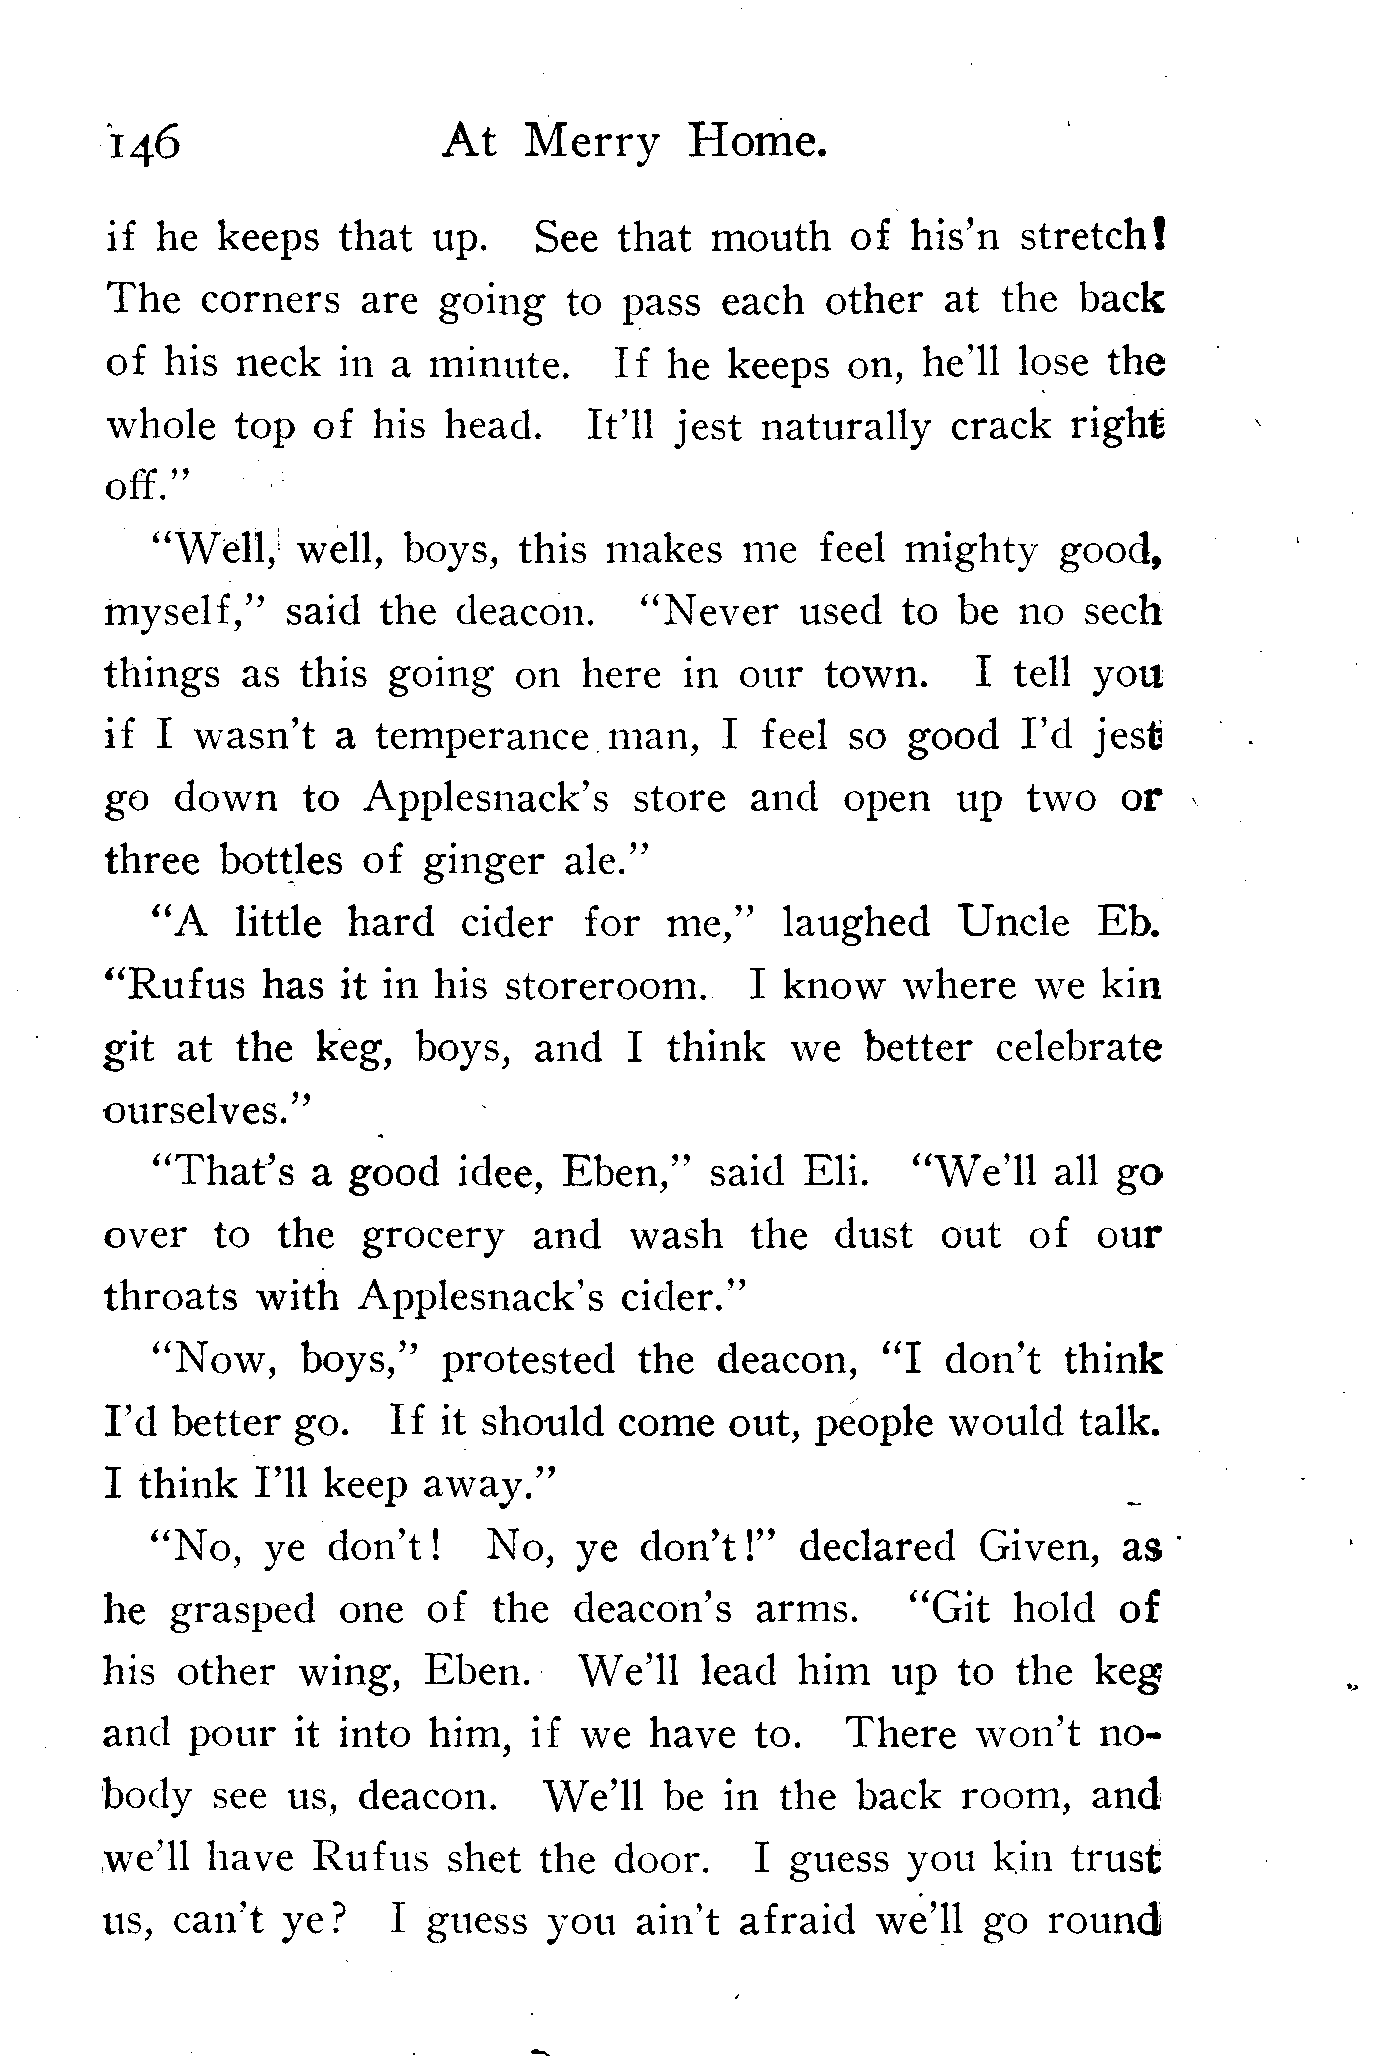 146 At Merry Home.
if he keeps that up. See that mouth of his'n stretch!
The corners are going to pass each other at the back
of his neck in a minute. If he keeps on, he'll lose the
whole top of his head. It'll jest naturally crack right
off."
"Well, well, boys, this makes me feel mighty good,
myself," said the deacon. "Never used to be no sech
things as this going on here in our town. I tell you
if I wasn't a temperance man, I feel so good I'd jest
go down to Applesnack's store and open up two or
three bottles of ginger ale."
"A little hard cider for me," laughed Uncle Eb.
"Rufus has it in his storeroom. I know where we kin
git at the keg, boys, and I think we better celebrate
ourselves."
"That's a good idee, Eben," said Eli. "We'll all go
over to the grocery and wash the dust out of our
throats with Applesnack's cider."
"Now, boys," protested the deacon, "I don't think
I'd better go. If it should come out, people would talk.
I think I'll keep away."
"No, ye don't! No, ye don't!" declared Given, as
he grasped one of the deacon's arms. "Git hold of
his other wing, Eben. We'll lead him up to the keg
and pour it into him, if we have to. There won't no-
body see us, deacon. We'll be in the back room, and
we'll have Rufus shet the door. I guess you kin trust
us, can't ye? I guess you ain't afraid we'll go round